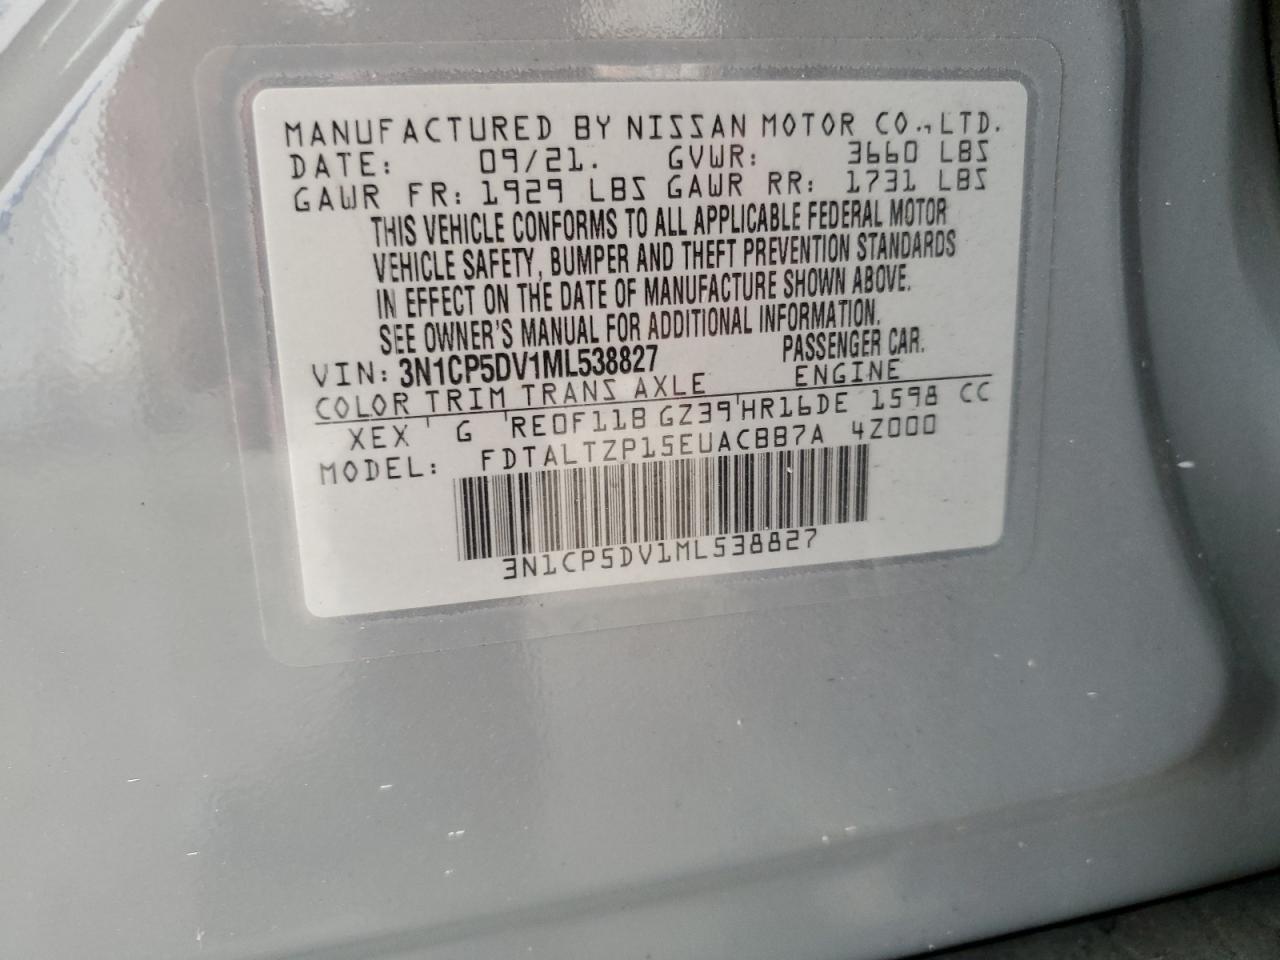 MANUFACTURED BY NISSAN MOTOR CO., LTD.
DATE: 09/21. GVWR: 3660 LBS
GAWR FR: 1929 LBS GAWR RR: 1731 LBS
THIS VEHICLE CONFORMS TO ALL APPLICABLE FEDERAL MOTOR
VEHICLE SAFETY, BUMPER AND THEFT PREVENTION STANDARDS
IN EFFECT ON THE DATE OF MANUFACTURE SHOWN ABOVE.
SEE OWNER'S MANUAL FOR ADDITIONAL INFORMATION.
VIN: 3N1CP5DV1ML538827 PASSENGER CAR.
COLOR TRIM TRANS AXLE ENGINE
XEX G RE0F11B GZ39 HR16DE 1598 CC
MODEL: FDTALTZP15EUACBB7A 4Z000
3N1CP5DV1ML538827